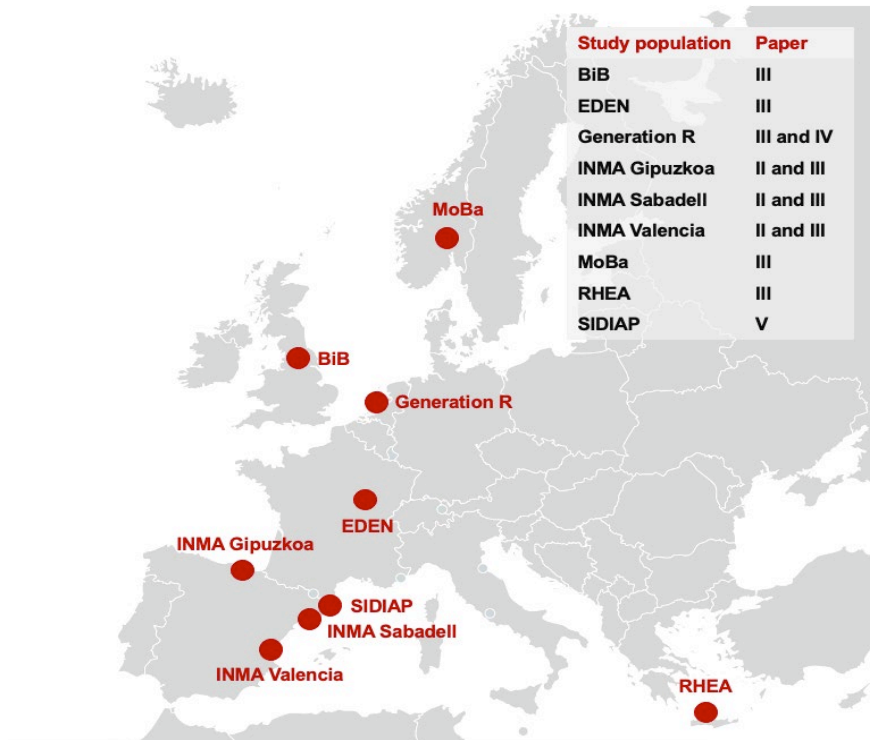 Study population Paper
BiB III
EDEN III
Generation R III and IV
INMA Gipuzkoa II and III
INMA Sabadell II and III
INMA Valencia II and III
MoBa III
RHEA III
SIDIAP V
MoBa
BiB
Generation R
EDEN
INMA Gipuzkoa
SIDIAP
INMA Sabadell
INMA Valencia
RHEA